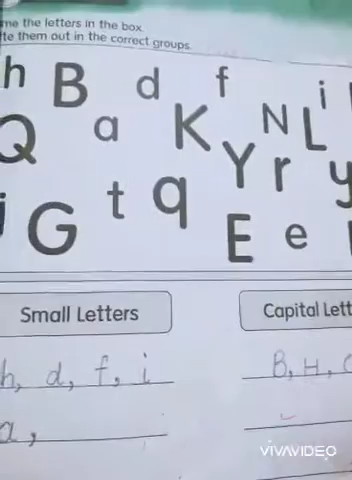 me the letters in the box
te them out in the correct groups.
h B d f i
Q a K N L
Y r y
G t q
E e
Small Letters Capital Lett
h, d, f, i B, H,
a,
VIVAVIDEO